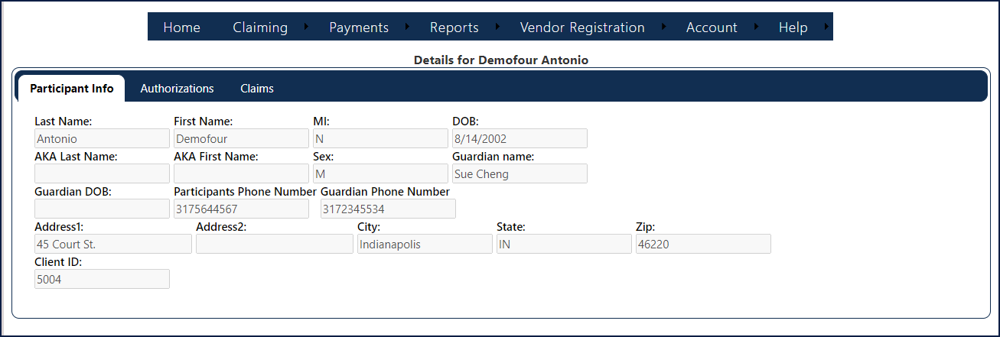 Home Claiming Payments Reports Vendor Registration Account Help
Details for Demofour Antonio
Participant Info Authorizations Claims
Last Name: First Name: MI: DOB:
Antonio Demofour N 8/14/2002
AKA Last Name: AKA First Name: Sex: Guardian name:
M Sue Cheng
Guardian DOB: Participants Phone Number Guardian Phone Number
3175644567 3172345534
Address1: Address2: City: State: Zip:
45 Court St. Indianapolis IN 46220
Client ID:
5004